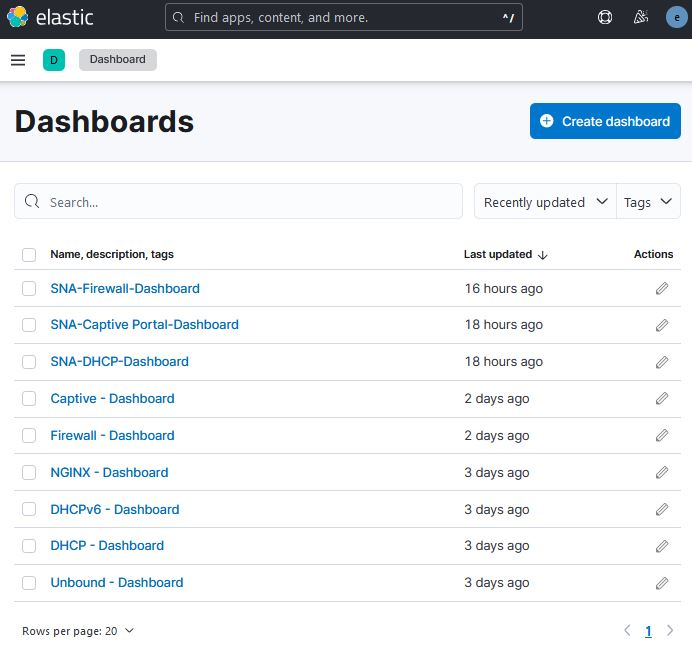 elastic
Find apps, content, and more.
^/
e
D
Dashboard
Dashboards
Create dashboard
Search...
Recently updated
Tags
Name, description, tags
Last updated
Actions
SNA-Firewall-Dashboard
16 hours ago
SNA-Captive Portal-Dashboard
18 hours ago
SNA-DHCP-Dashboard
18 hours ago
Captive - Dashboard
2 days ago
Firewall - Dashboard
2 days ago
NGINX - Dashboard
3 days ago
DHCPv6 - Dashboard
3 days ago
DHCP - Dashboard
3 days ago
Unbound - Dashboard
3 days ago
Rows per page: 20
1